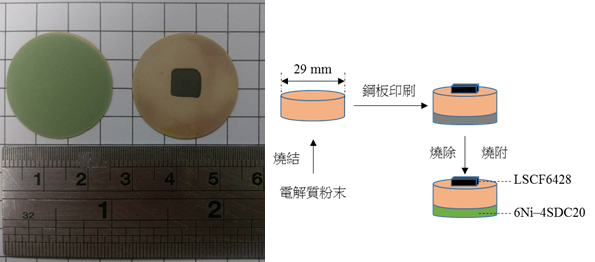 1 2 3 4 5 6
32 1 2
29 mm
鋼板印刷
燒結
電解質粉末
燒除 燒附
LSCF6428
6Ni–4SDC20